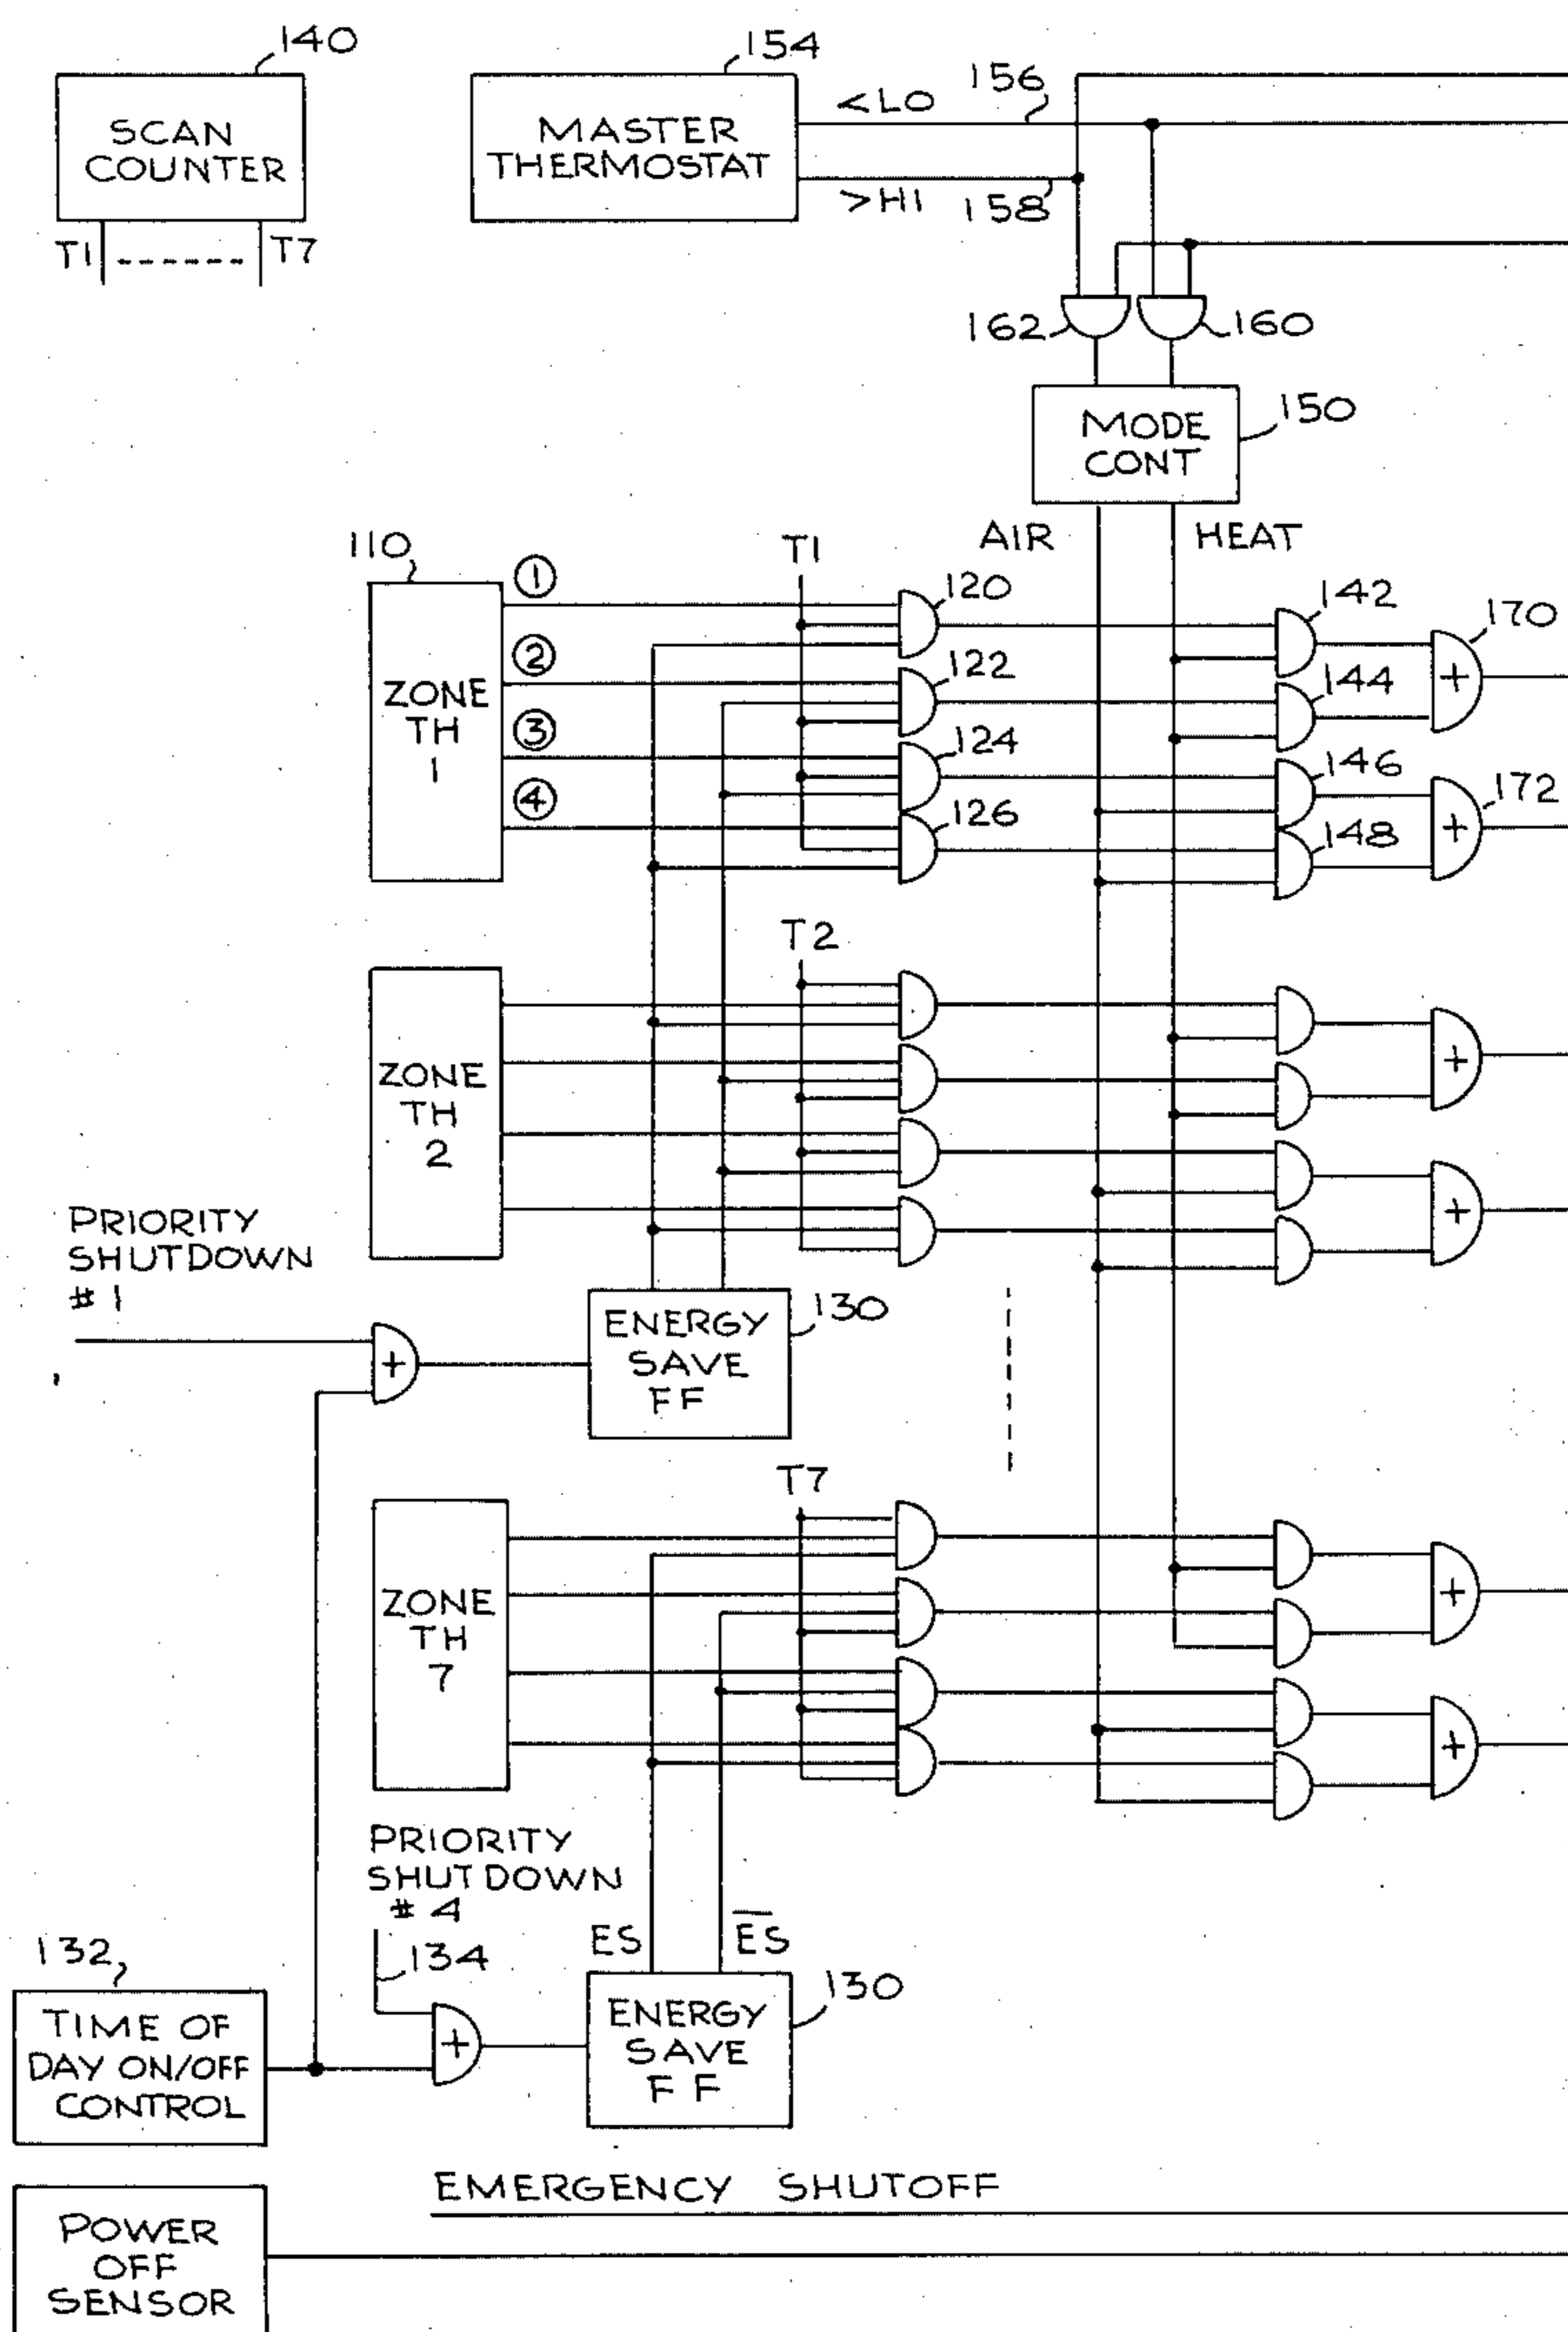 140
154
SCAN
COUNTER
MASTER
THERMOSTAT
<LO
156
>HI
158
T1
T7
162
160
MODE
CONT
150
AIR
HEAT
110
①
②
③
④
ZONE
TH
1
T1
120
122
124
126
142
144
146
148
170
+
172
+
T2
ZONE
TH
2
+
+
PRIORITY
SHUTDOWN
#1
+
ENERGY
SAVE
FF
130
T7
ZONE
TH
7
+
+
PRIORITY
SHUTDOWN
#4
134
ES
E̅S̅
132
TIME OF
DAY ON/OFF
CONTROL
+
ENERGY
SAVE
FF
130
EMERGENCY SHUTOFF
POWER
OFF
SENSOR